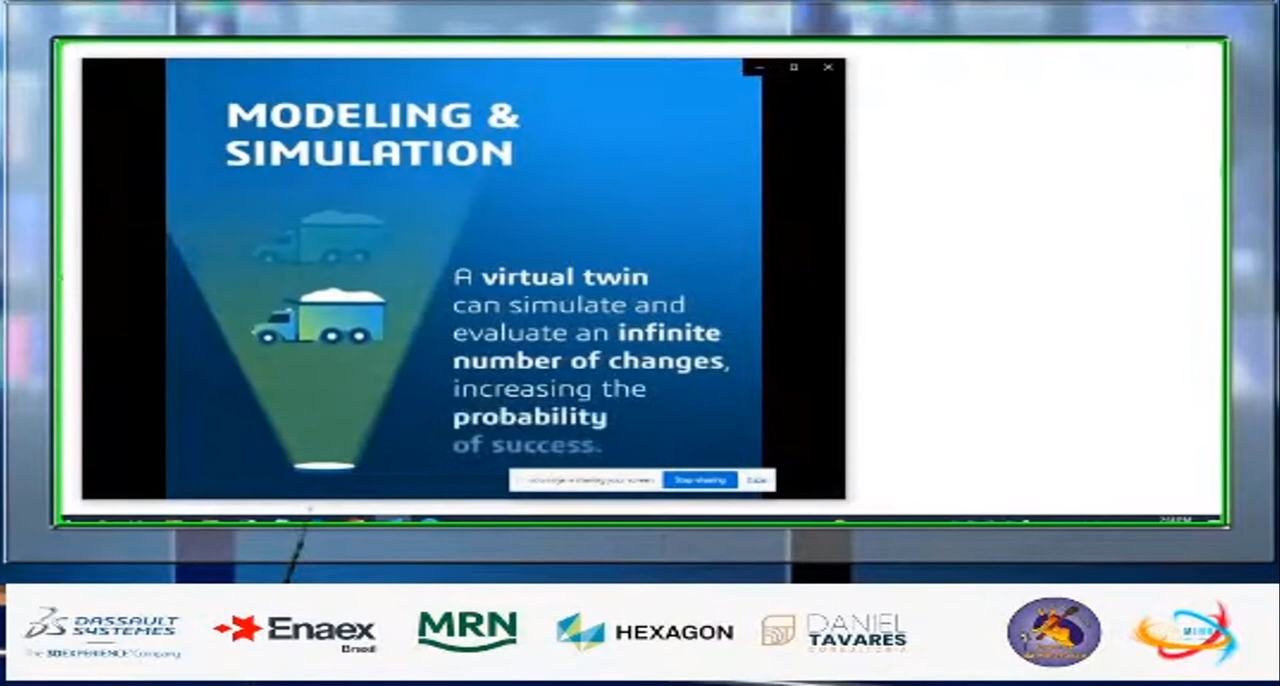 MODELING &
SIMULATION
A virtual twin
can simulate and
evaluate an infinite
number of changes,
increasing the
probability
of success.
Stop sharing
DASSAULT
SYSTEMES
The 3DEXPERIENCE Company
Enaex
Brasil
MRN
HEXAGON
DANIEL
TAVARES
CONSULTORIA